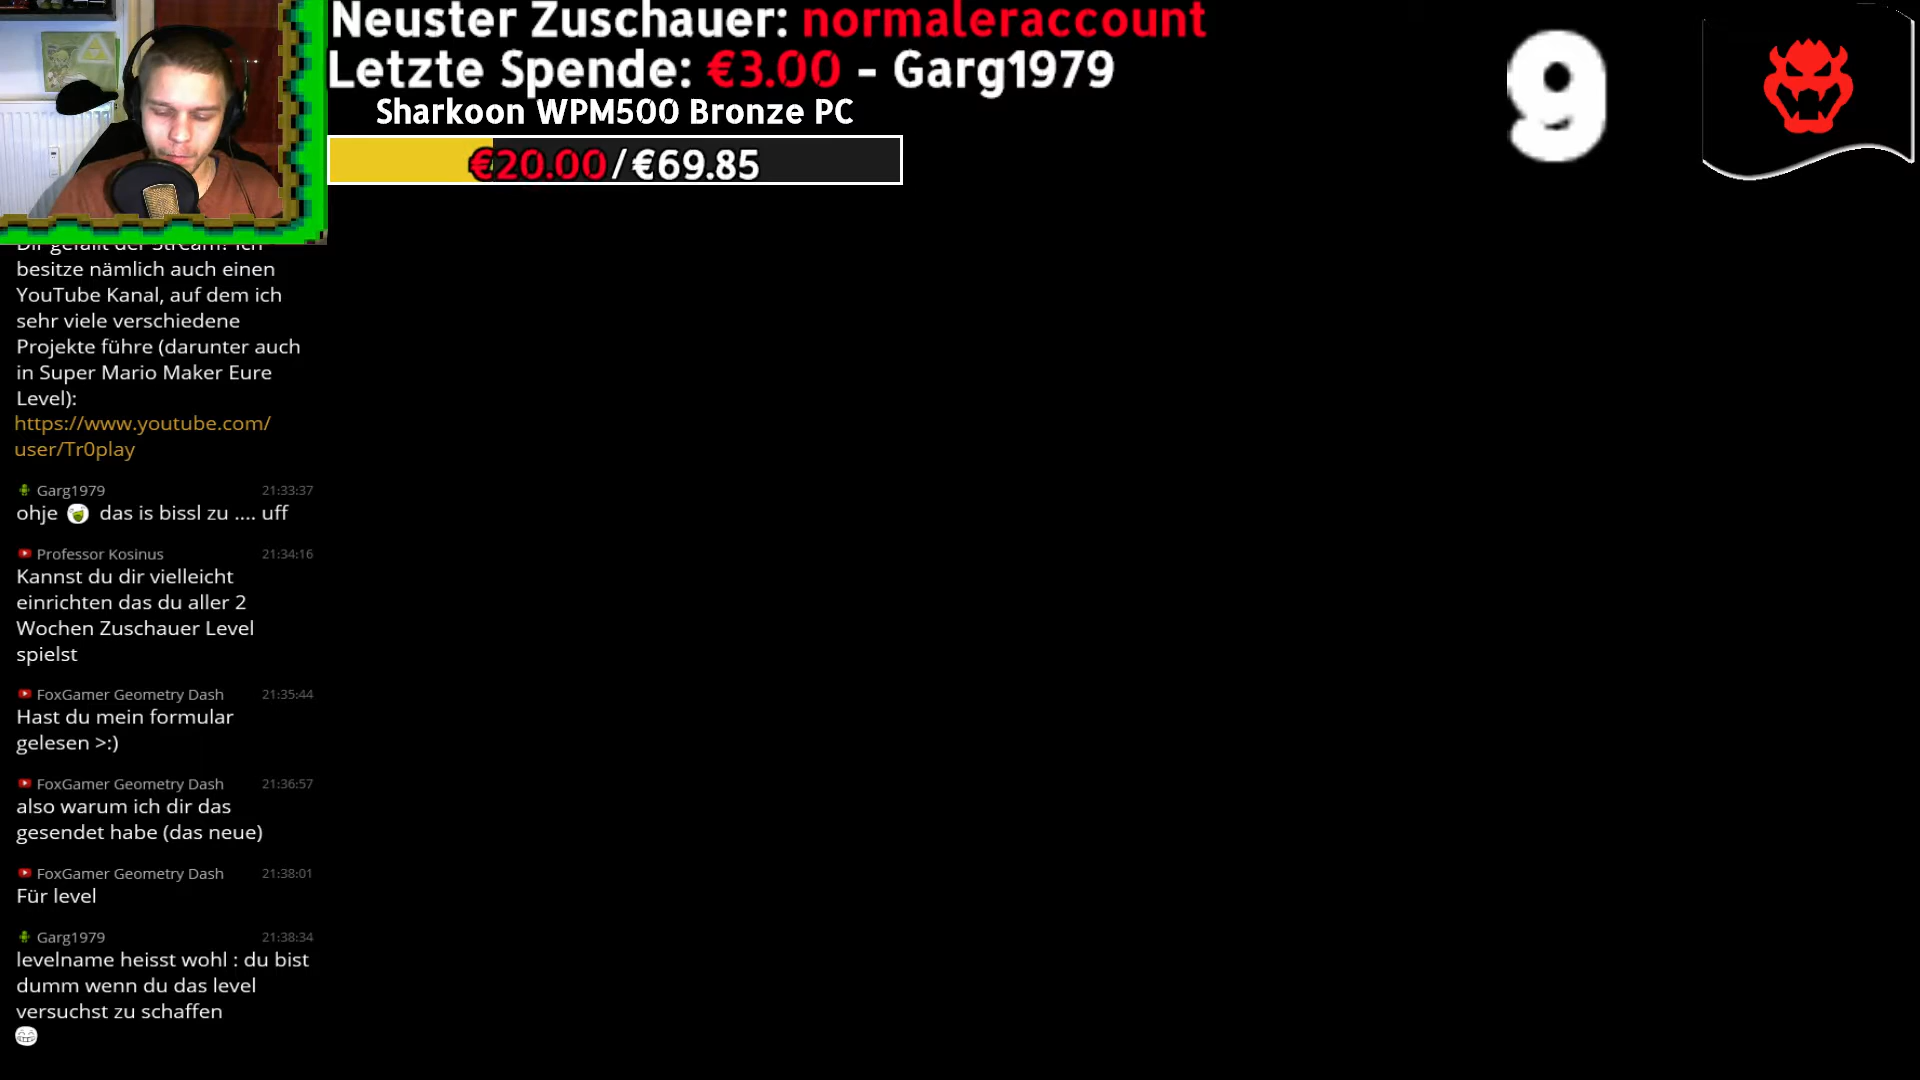 Neuster Zuschauer: normaleraccount
Letzte Spende: €3.00 - Garg1979
Sharkoon WPM500 Bronze PC
€20.00/€69.85
9
Dir gefällt der Stream? Ich
besitze nämlich auch einen
YouTube Kanal, auf dem ich
sehr viele verschiedene
Projekte führe (darunter auch
in Super Mario Maker Eure
Level):
https://www.youtube.com/
user/Tr0play
Garg1979 21:33:37
ohje das is bissl zu .... uff
Professor Kosinus 21:34:16
Kannst du dir vielleicht
einrichten das du aller 2
Wochen Zuschauer Level
spielst
FoxGamer Geometry Dash 21:35:44
Hast du mein formular
gelesen >:)
FoxGamer Geometry Dash 21:36:57
also warum ich dir das
gesendet habe (das neue)
FoxGamer Geometry Dash 21:38:01
Für level
Garg1979 21:38:34
levelname heisst wohl : du bist
dumm wenn du das level
versuchst zu schaffen